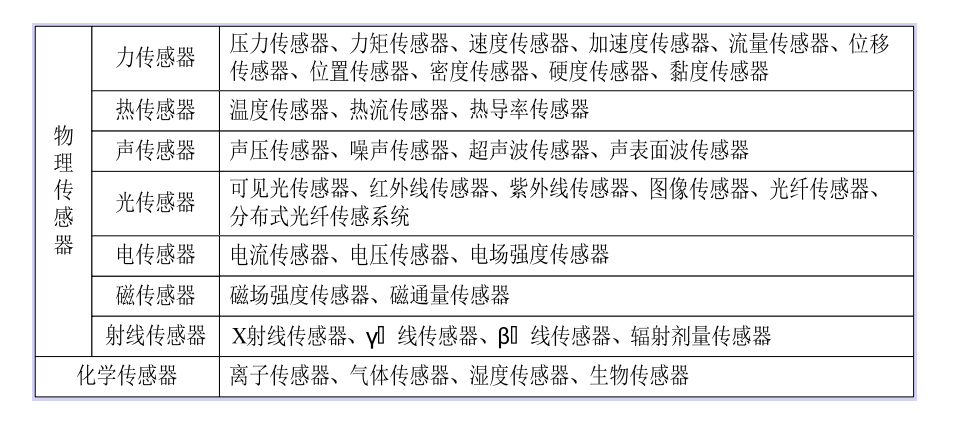 物理传感器
力传感器
压力传感器、力矩传感器、速度传感器、加速度传感器、流量传感器、位移
传感器、位置传感器、密度传感器、硬度传感器、黏度传感器
热传感器
温度传感器、热流传感器、热导率传感器
声传感器
声压传感器、噪声传感器、超声波传感器、声表面波传感器
光传感器
可见光传感器、红外线传感器、紫外线传感器、图像传感器、光纤传感器、
分布式光纤传感系统
电传感器
电流传感器、电压传感器、电场强度传感器
磁传感器
磁场强度传感器、磁通量传感器
射线传感器
X射线传感器、γ▯ 线传感器、β▯ 线传感器、辐射剂量传感器
化学传感器
离子传感器、气体传感器、湿度传感器、生物传感器